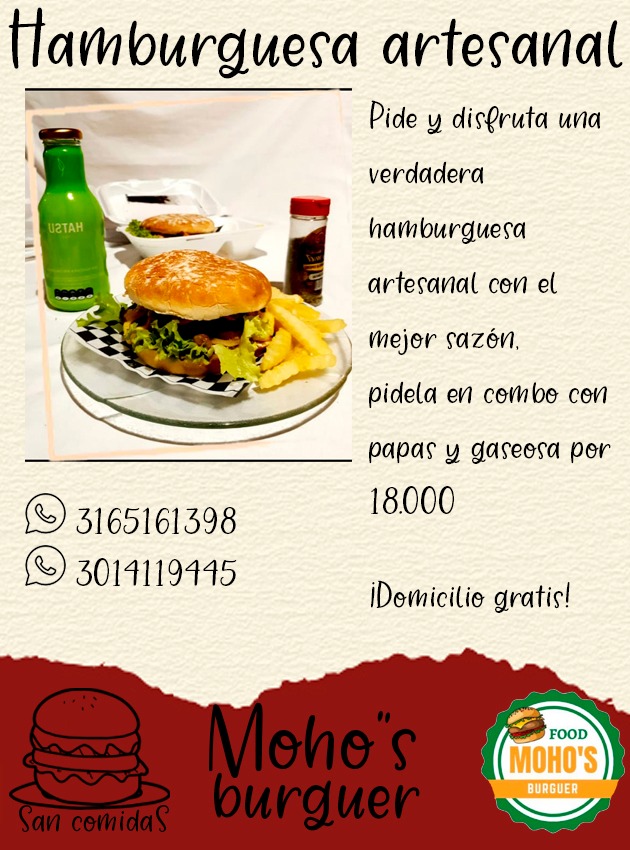 Hamburguesa artesanal
Pide y disfruta una
verdadera
hamburguesa
artesanal con el
mejor sazón,
pidela en combo con
papas y gaseosa por
18.000
¡Domicilio gratis!
HATSU
3165161398
3014119445
San comidas
Moho"s
burguer
FOOD
MOHO'S
BURGUER